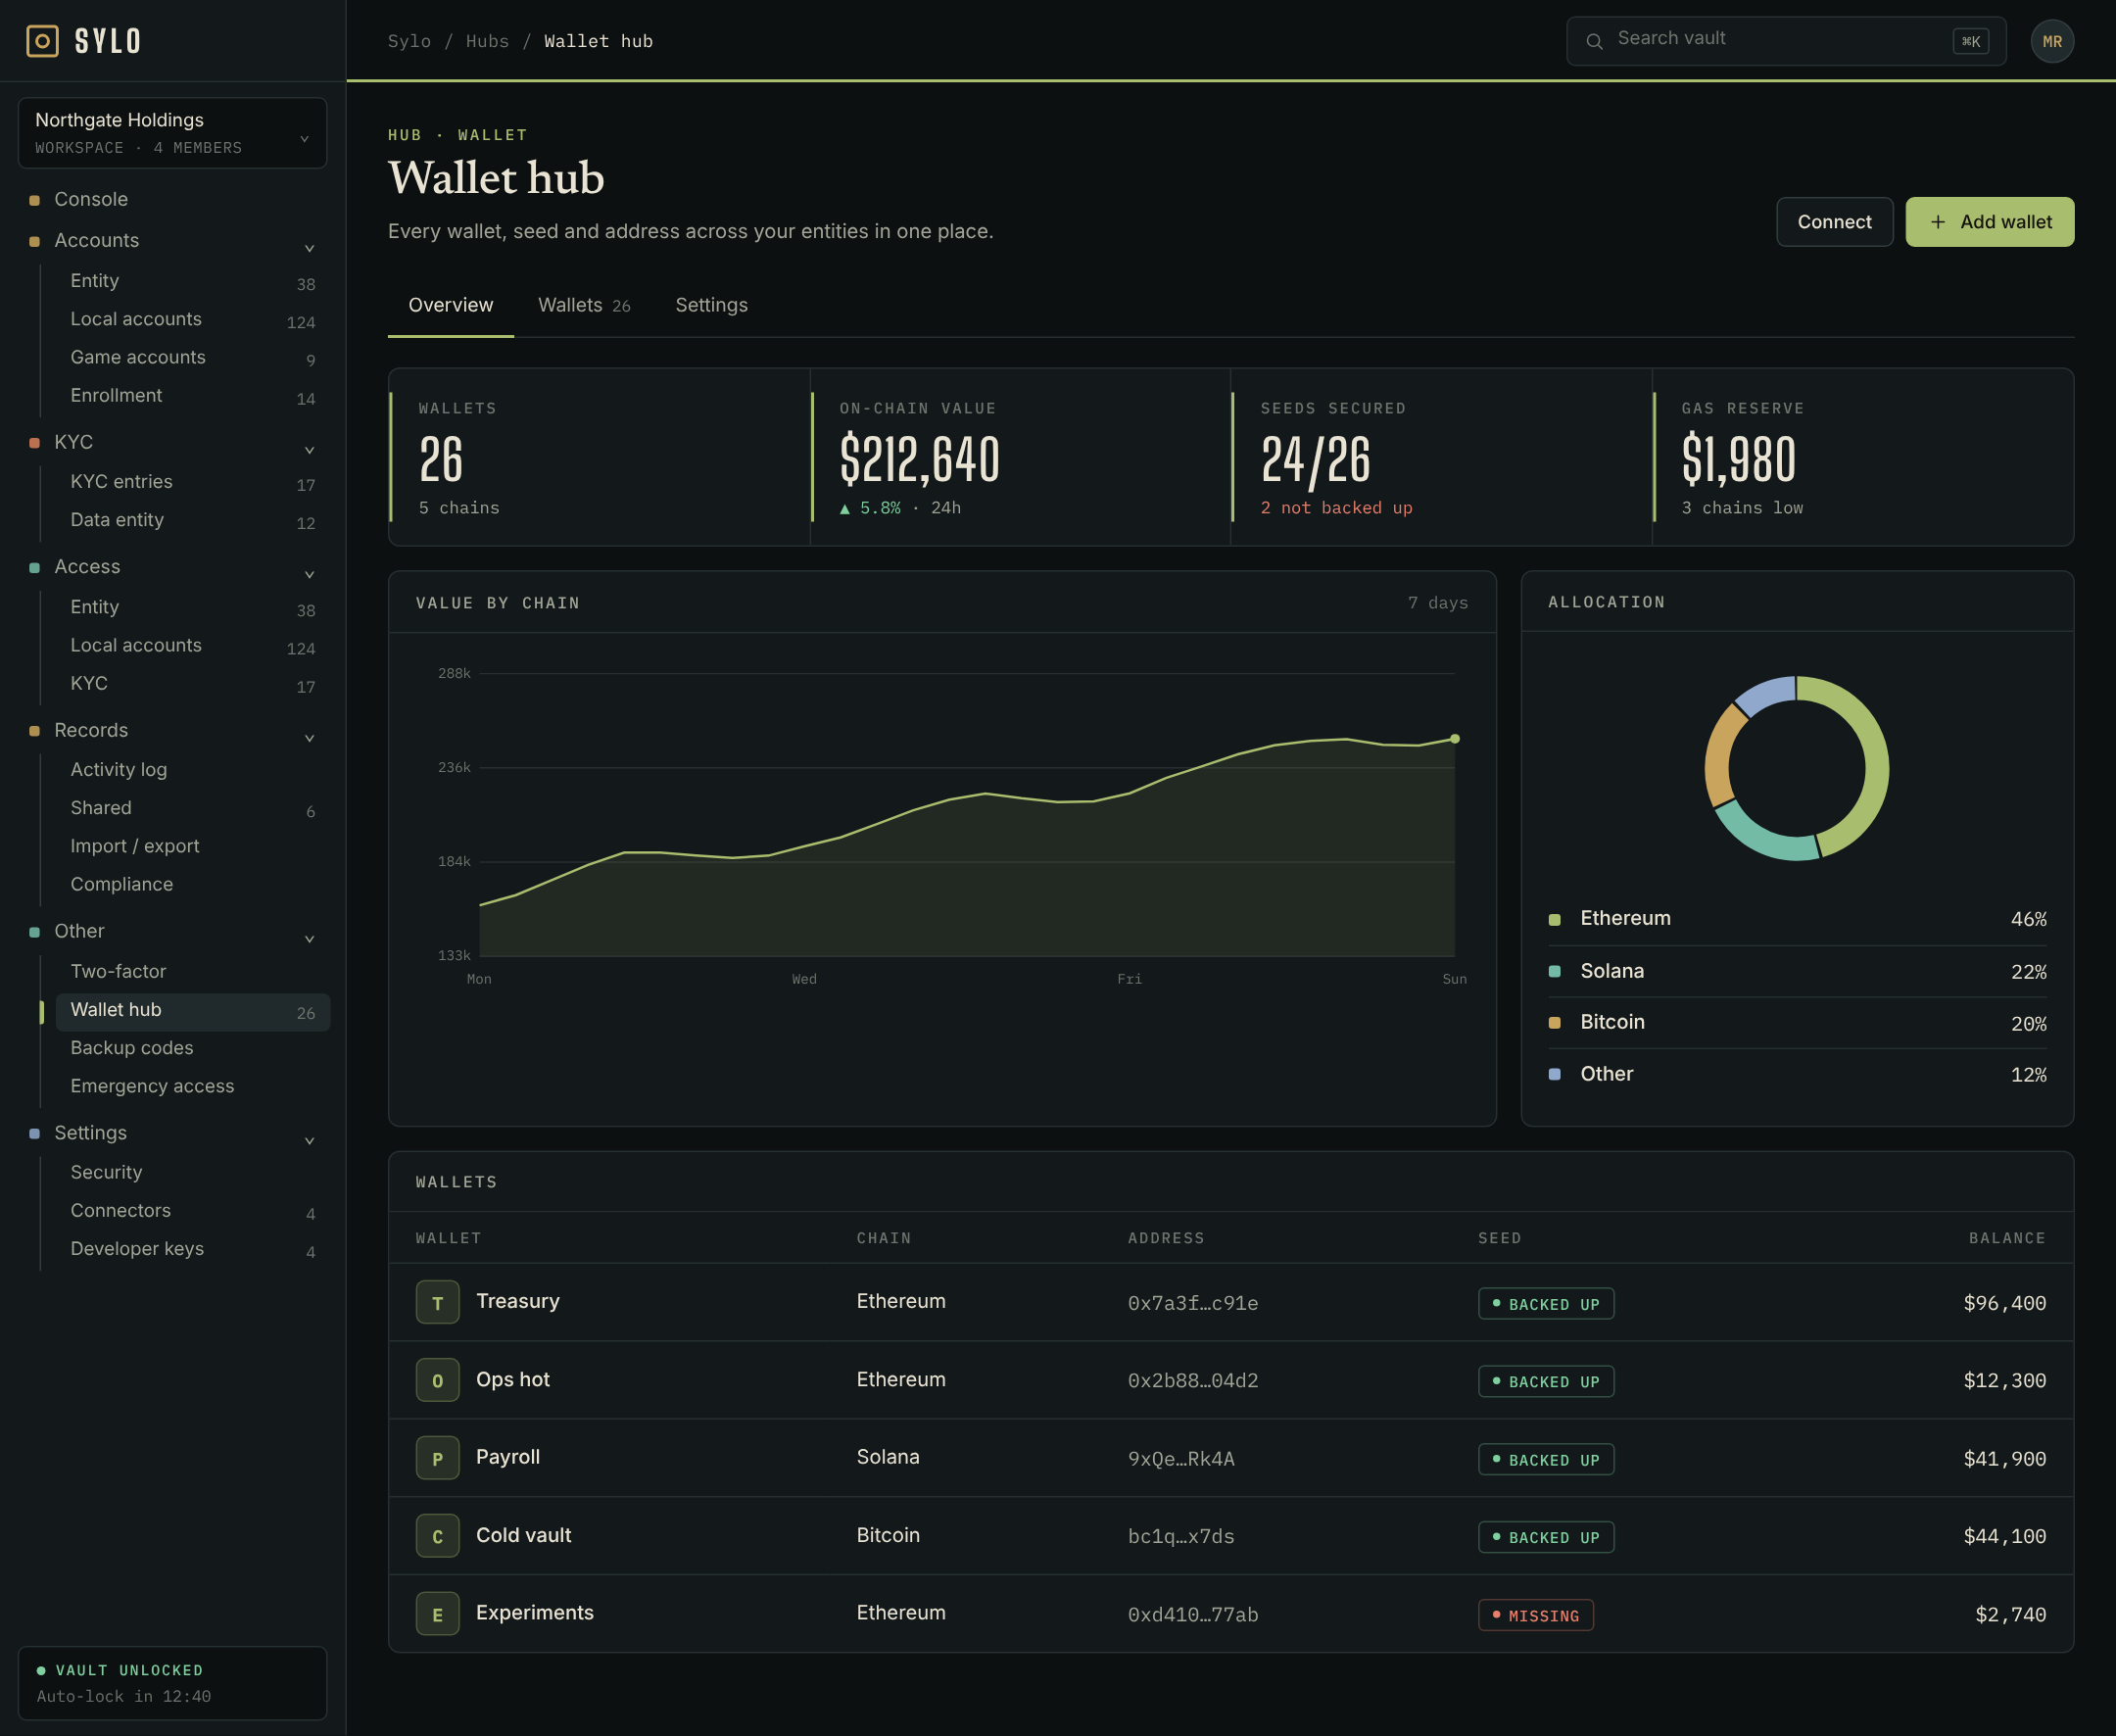 SYLO
Sylo / Hubs / Wallet hub
Search vault
⌘K
MR
Northgate Holdings
WORKSPACE · 4 MEMBERS
Console
Accounts
Entity 38
Local accounts 124
Game accounts 9
Enrollment 14
KYC
KYC entries 17
Data entity 12
Access
Entity 38
Local accounts 124
KYC 17
Records
Activity log
Shared 6
Import / export
Compliance
Other
Two-factor
Wallet hub 26
Backup codes
Emergency access
Settings
Security
Connectors 4
Developer keys 4
VAULT UNLOCKED
Auto-lock in 12:40
HUB · WALLET
Wallet hub
Every wallet, seed and address across your entities in one place.
Connect
+ Add wallet
Overview Wallets 26 Settings
WALLETS
26
5 chains
ON-CHAIN VALUE
$212,640
▲ 5.8% · 24h
SEEDS SECURED
24/26
2 not backed up
GAS RESERVE
$1,980
3 chains low
VALUE BY CHAIN 7 days
288k
236k
184k
133k
Mon Wed Fri Sun
ALLOCATION
Ethereum 46%
Solana 22%
Bitcoin 20%
Other 12%
WALLETS
WALLET CHAIN ADDRESS SEED BALANCE
T Treasury Ethereum 0x7a3f…c91e BACKED UP $96,400
O Ops hot Ethereum 0x2b88…04d2 BACKED UP $12,300
P Payroll Solana 9xQe…Rk4A BACKED UP $41,900
C Cold vault Bitcoin bc1q…x7ds BACKED UP $44,100
E Experiments Ethereum 0xd410…77ab MISSING $2,740